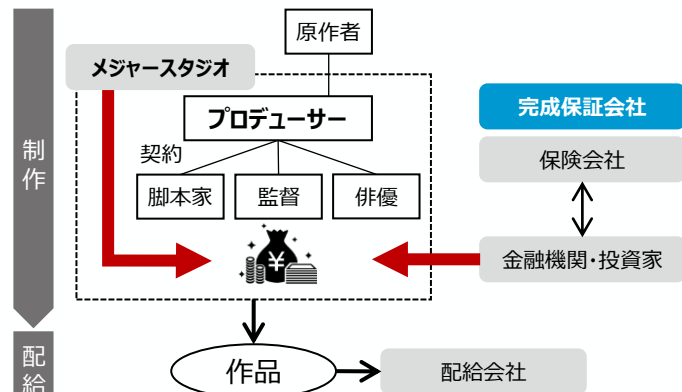 原作者
メジャースタジオ
プロデューサー
完成保証会社
制作
契約
保険会社
脚本家
監督
俳優
¥
金融機関・投資家
配給
作品
配給会社